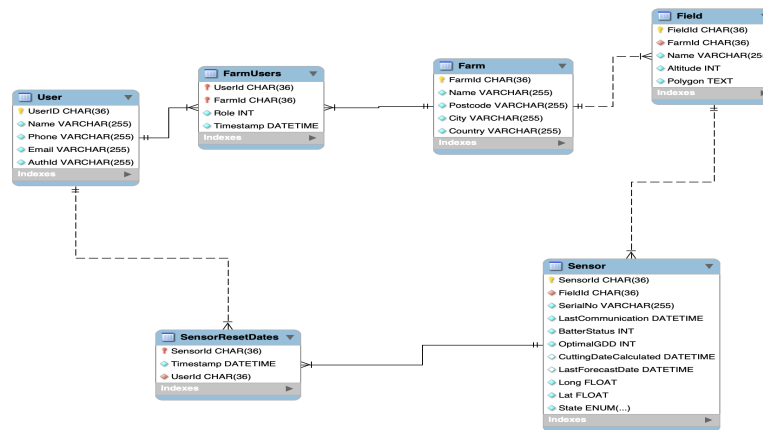 User
UserID CHAR(36)
Name VARCHAR(255)
Phone VARCHAR(255)
Email VARCHAR(255)
AuthId VARCHAR(255)
Indexes
FarmUsers
UserId CHAR(36)
FarmId CHAR(36)
Role INT
Timestamp DATETIME
Indexes
Farm
FarmId CHAR(36)
Name VARCHAR(255)
Postcode VARCHAR(255)
City VARCHAR(255)
Country VARCHAR(255)
Indexes
Field
FieldId CHAR(36)
FarmId CHAR(36)
Name VARCHAR(25
Altitude INT
Polygon TEXT
Indexes
SensorResetDates
SensorId CHAR(36)
Timestamp DATETIME
UserId CHAR(36)
Indexes
Sensor
SensorId CHAR(36)
FieldId CHAR(36)
SerialNo VARCHAR(255)
LastCommunication DATETIME
BatterStatus INT
OptimalGDD INT
CuttingDateCalculated DATETIME
LastForecastDate DATETIME
Long FLOAT
Lat FLOAT
State ENUM(...)
Indexes